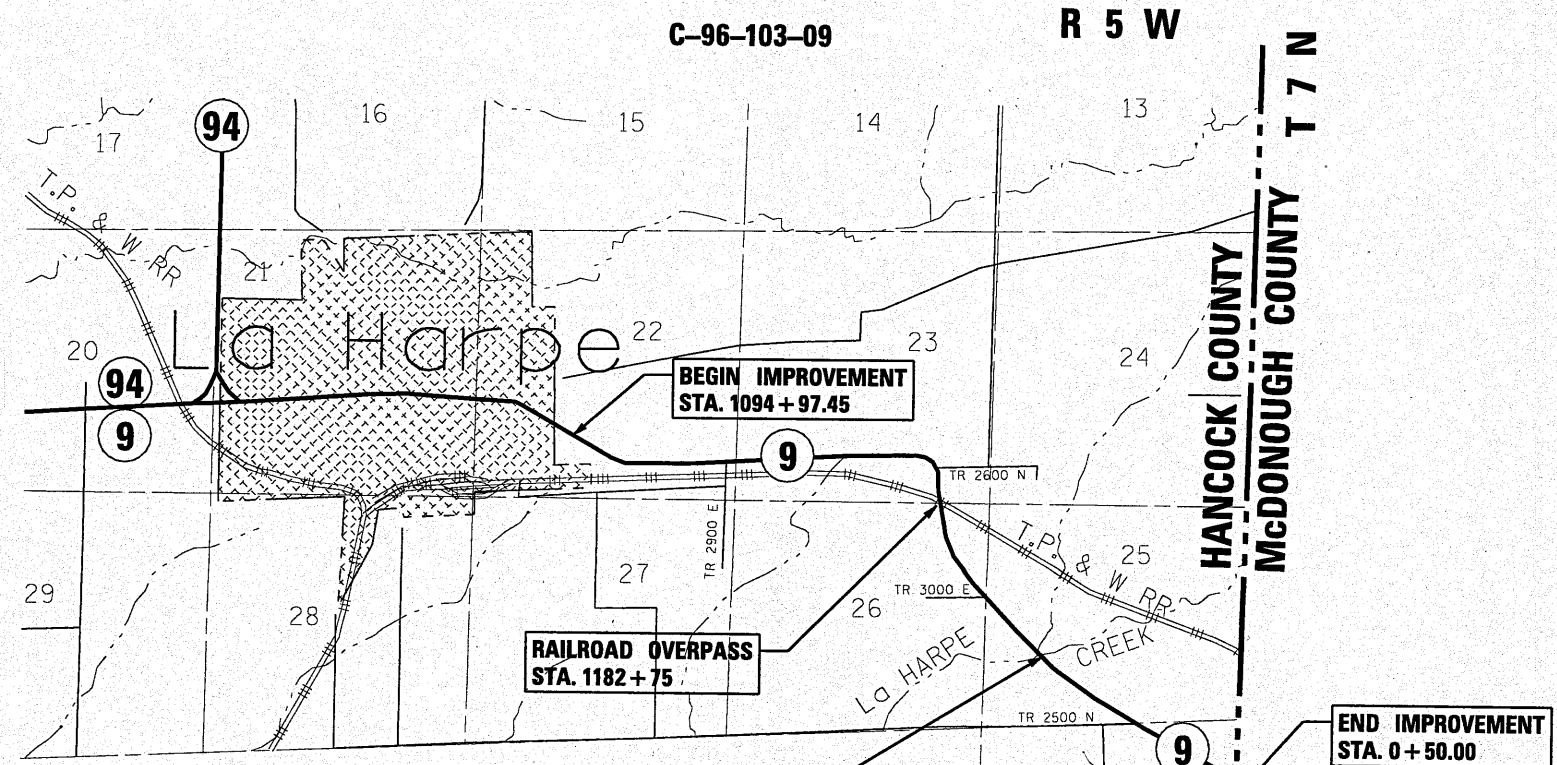 C–96–103–09
R 5 W
T 7 N
17
16
15
14
13
94
T.P. & W RR
21
La Harpe
22
23
24
20
94
9
BEGIN IMPROVEMENT
STA. 1094 + 97.45
HANCOCK COUNTY
McDONOUGH COUNTY
9
TR 2600 N
TR 2900 E
T.P. & W RR
25
29
28
27
26
TR 3000 E
RAILROAD OVERPASS
STA. 1182 + 75
La HARPE CREEK
TR 2500 N
9
END IMPROVEMENT
STA. 0 + 50.00